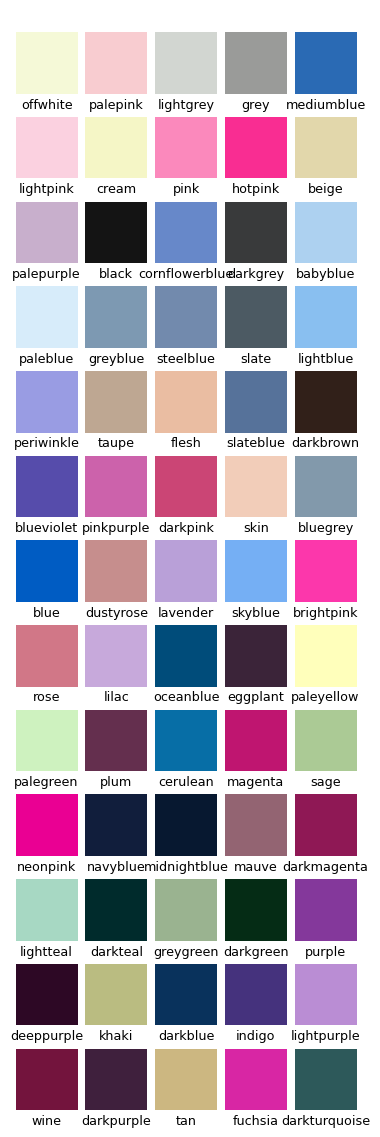 offwhite palepink lightgrey grey mediumblue
lightpink cream pink hotpink beige
palepurple black cornflowerblue darkgrey babyblue
paleblue greyblue steelblue slate lightblue
periwinkle taupe flesh slateblue darkbrown
blueviolet pinkpurple darkpink skin bluegrey
blue dustyrose lavender skyblue brightpink
rose lilac oceanblue eggplant paleyellow
palegreen plum cerulean magenta sage
neonpink navyblue midnightblue mauve darkmagenta
lightteal darkteal greygreen darkgreen purple
deeppurple khaki darkblue indigo lightpurple
wine darkpurple tan fuchsia darkturquoise